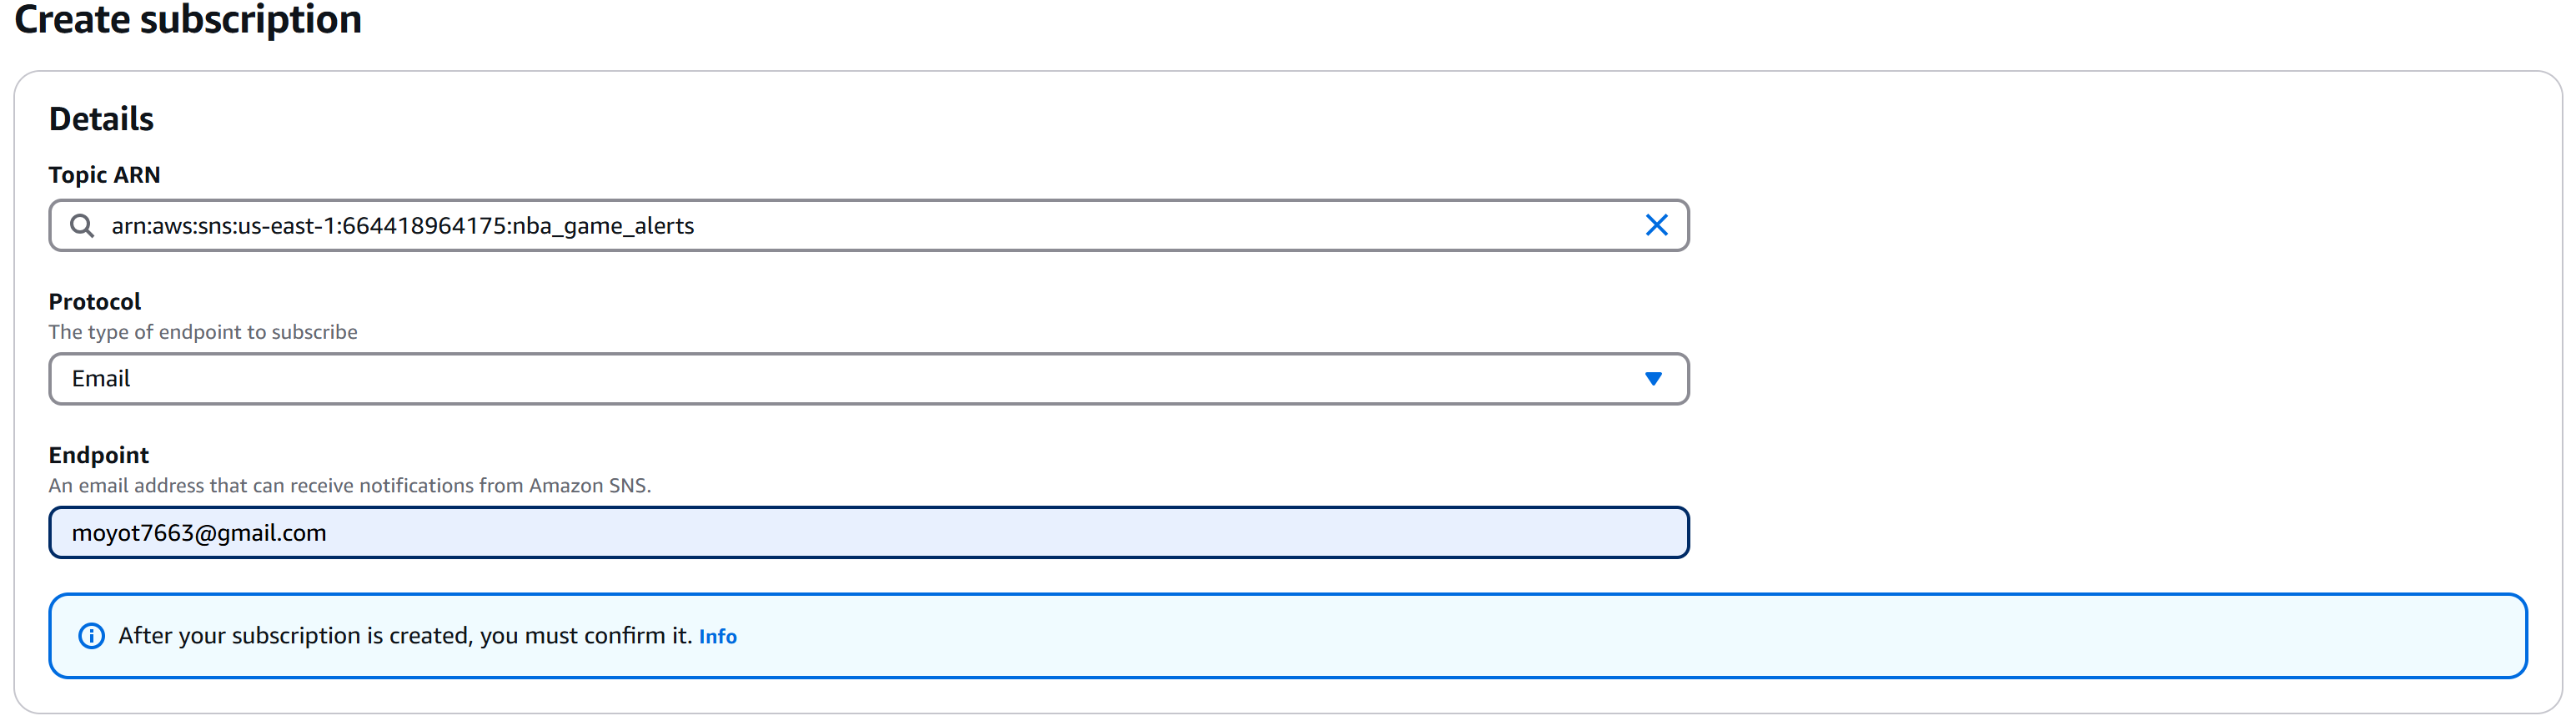 Create subscription
Details
Topic ARN
arn:aws:sns:us-east-1:664418964175:nba_game_alerts
Protocol
The type of endpoint to subscribe
Email
Endpoint
An email address that can receive notifications from Amazon SNS.
moyot7663@gmail.com
After your subscription is created, you must confirm it. Info